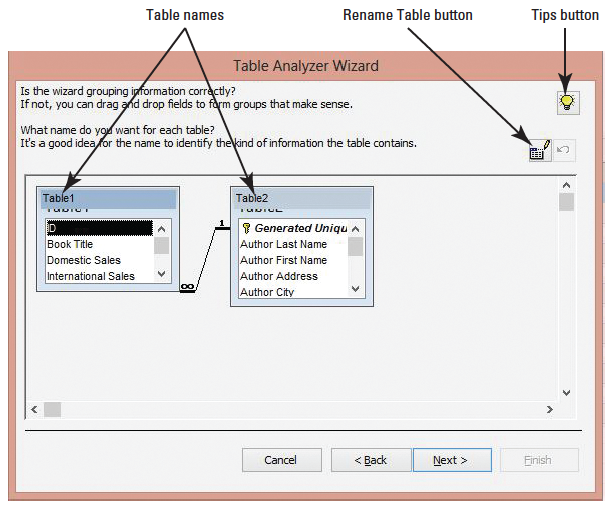 Table names
Rename Table button
Tips button
Table Analyzer Wizard
Is the wizard grouping information correctly?
If not, you can drag and drop fields to form groups that make sense.
What name do you want for each table?
It's a good idea for the name to identify the kind of information the table contains.
Table1
Table1
D
Book Title
Domestic Sales
International Sales
1
∞
Table2
Table2
Generated Uniqu
Author Last Name
Author First Name
Author Address
Author City
Cancel
< Back
Next >
Finish